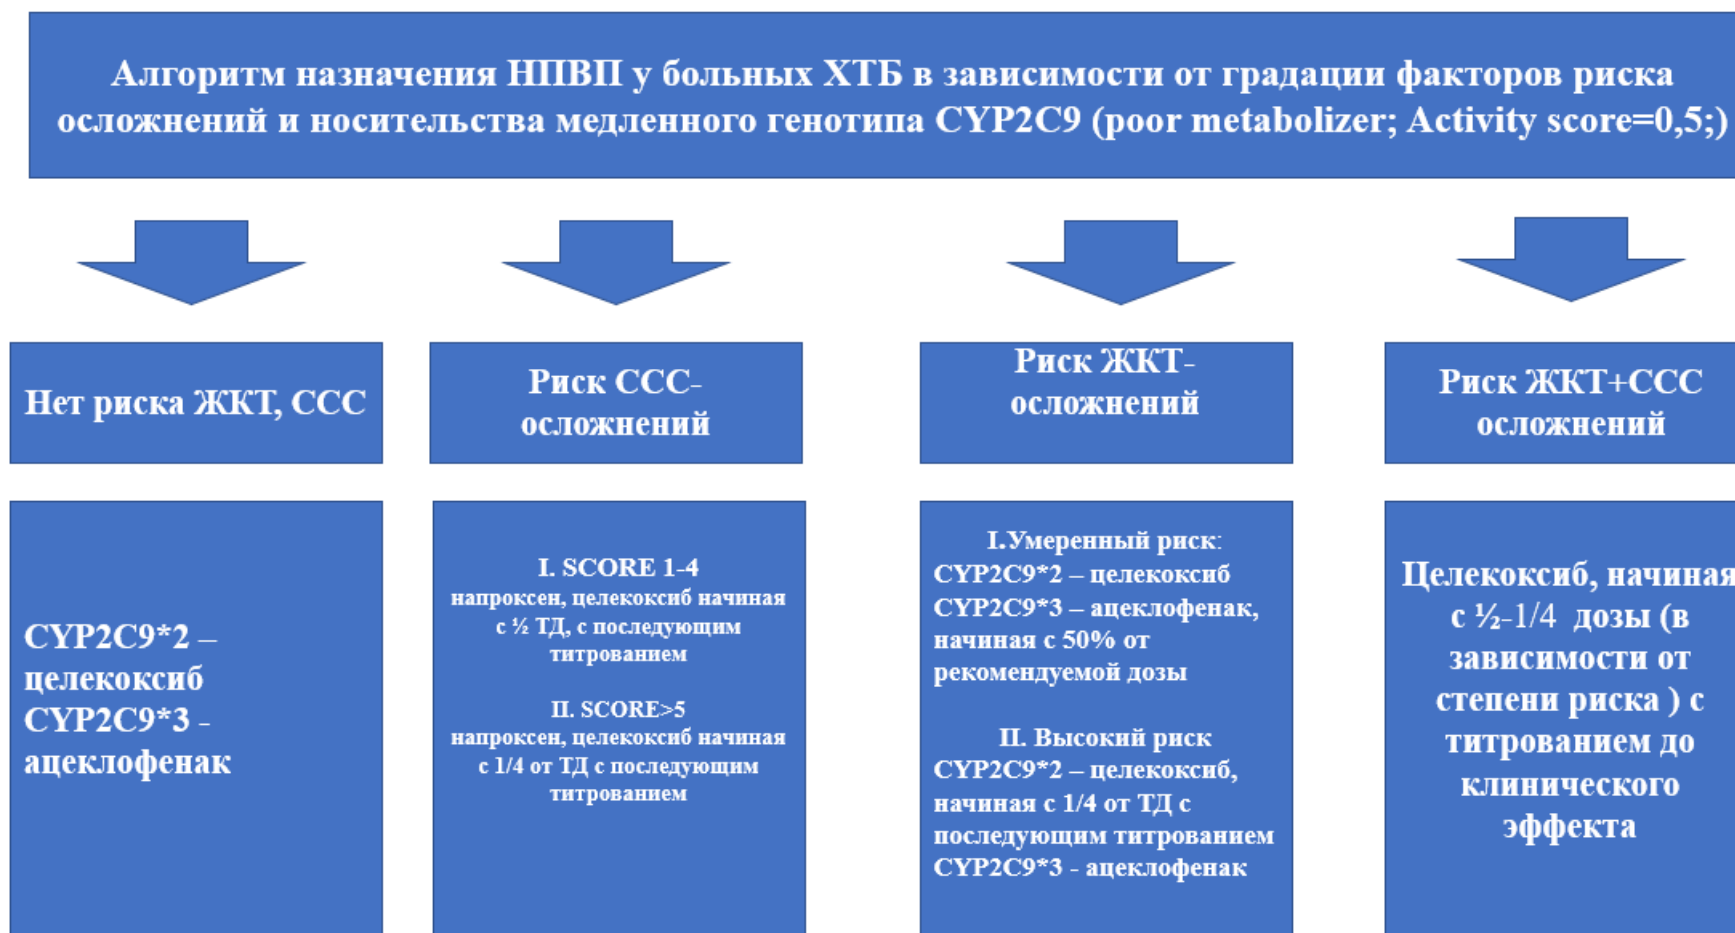 Алгоритм назначения НПВП у больных ХТБ в зависимости от градации факторов риска
осложнений и носительства медленного генотипа CYP2C9 (poor metabolizer; Activity score=0,5;)
Нет риска ЖКТ, ССС
CYP2C9*2 –
целекоксиб
CYP2C9*3 -
ацеклофенак
Риск ССС-
осложнений
I. SCORE 1-4
напроксен, целекоксиб начиная
с ½ ТД, с последующим
титрованием
II. SCORE>5
напроксен, целекоксиб начиная
с 1/4 от ТД с последующим
титрованием
Риск ЖКТ-
осложнений
I.Умеренный риск:
CYP2C9*2 – целекоксиб
CYP2C9*3 – ацеклофенак,
начиная с 50% от
рекомендуемой дозы
II. Высокий риск
CYP2C9*2 – целекоксиб,
начиная с 1/4 от ТД с
последующим титрованием
CYP2C9*3 - ацеклофенак
Риск ЖКТ+ССС
осложнений
Целекоксиб, начиная
с ½-1/4 дозы (в
зависимости от
степени риска ) с
титрованием до
клинического
эффекта